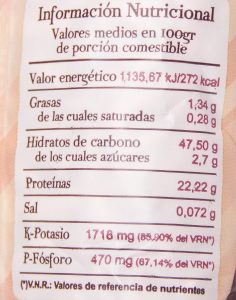 Información Nutricional
Valores medios en 100gr
de porción comestible
Valor energético 1,135,67 kJ/272 kcal
Grasas 1,34 g
de las cuales saturadas 0,28 g
Hidratos de carbono 47,50 g
de los cuales azúcares 2,7 g
Proteínas 22,22 g
Sal 0,072 g
K-Potasio 1718 mg (85,90% del VRN*)
P-Fósforo 470 mg (67,14% del VRN*)
(*)V.N.R.: Valores de referencia de nutrientes